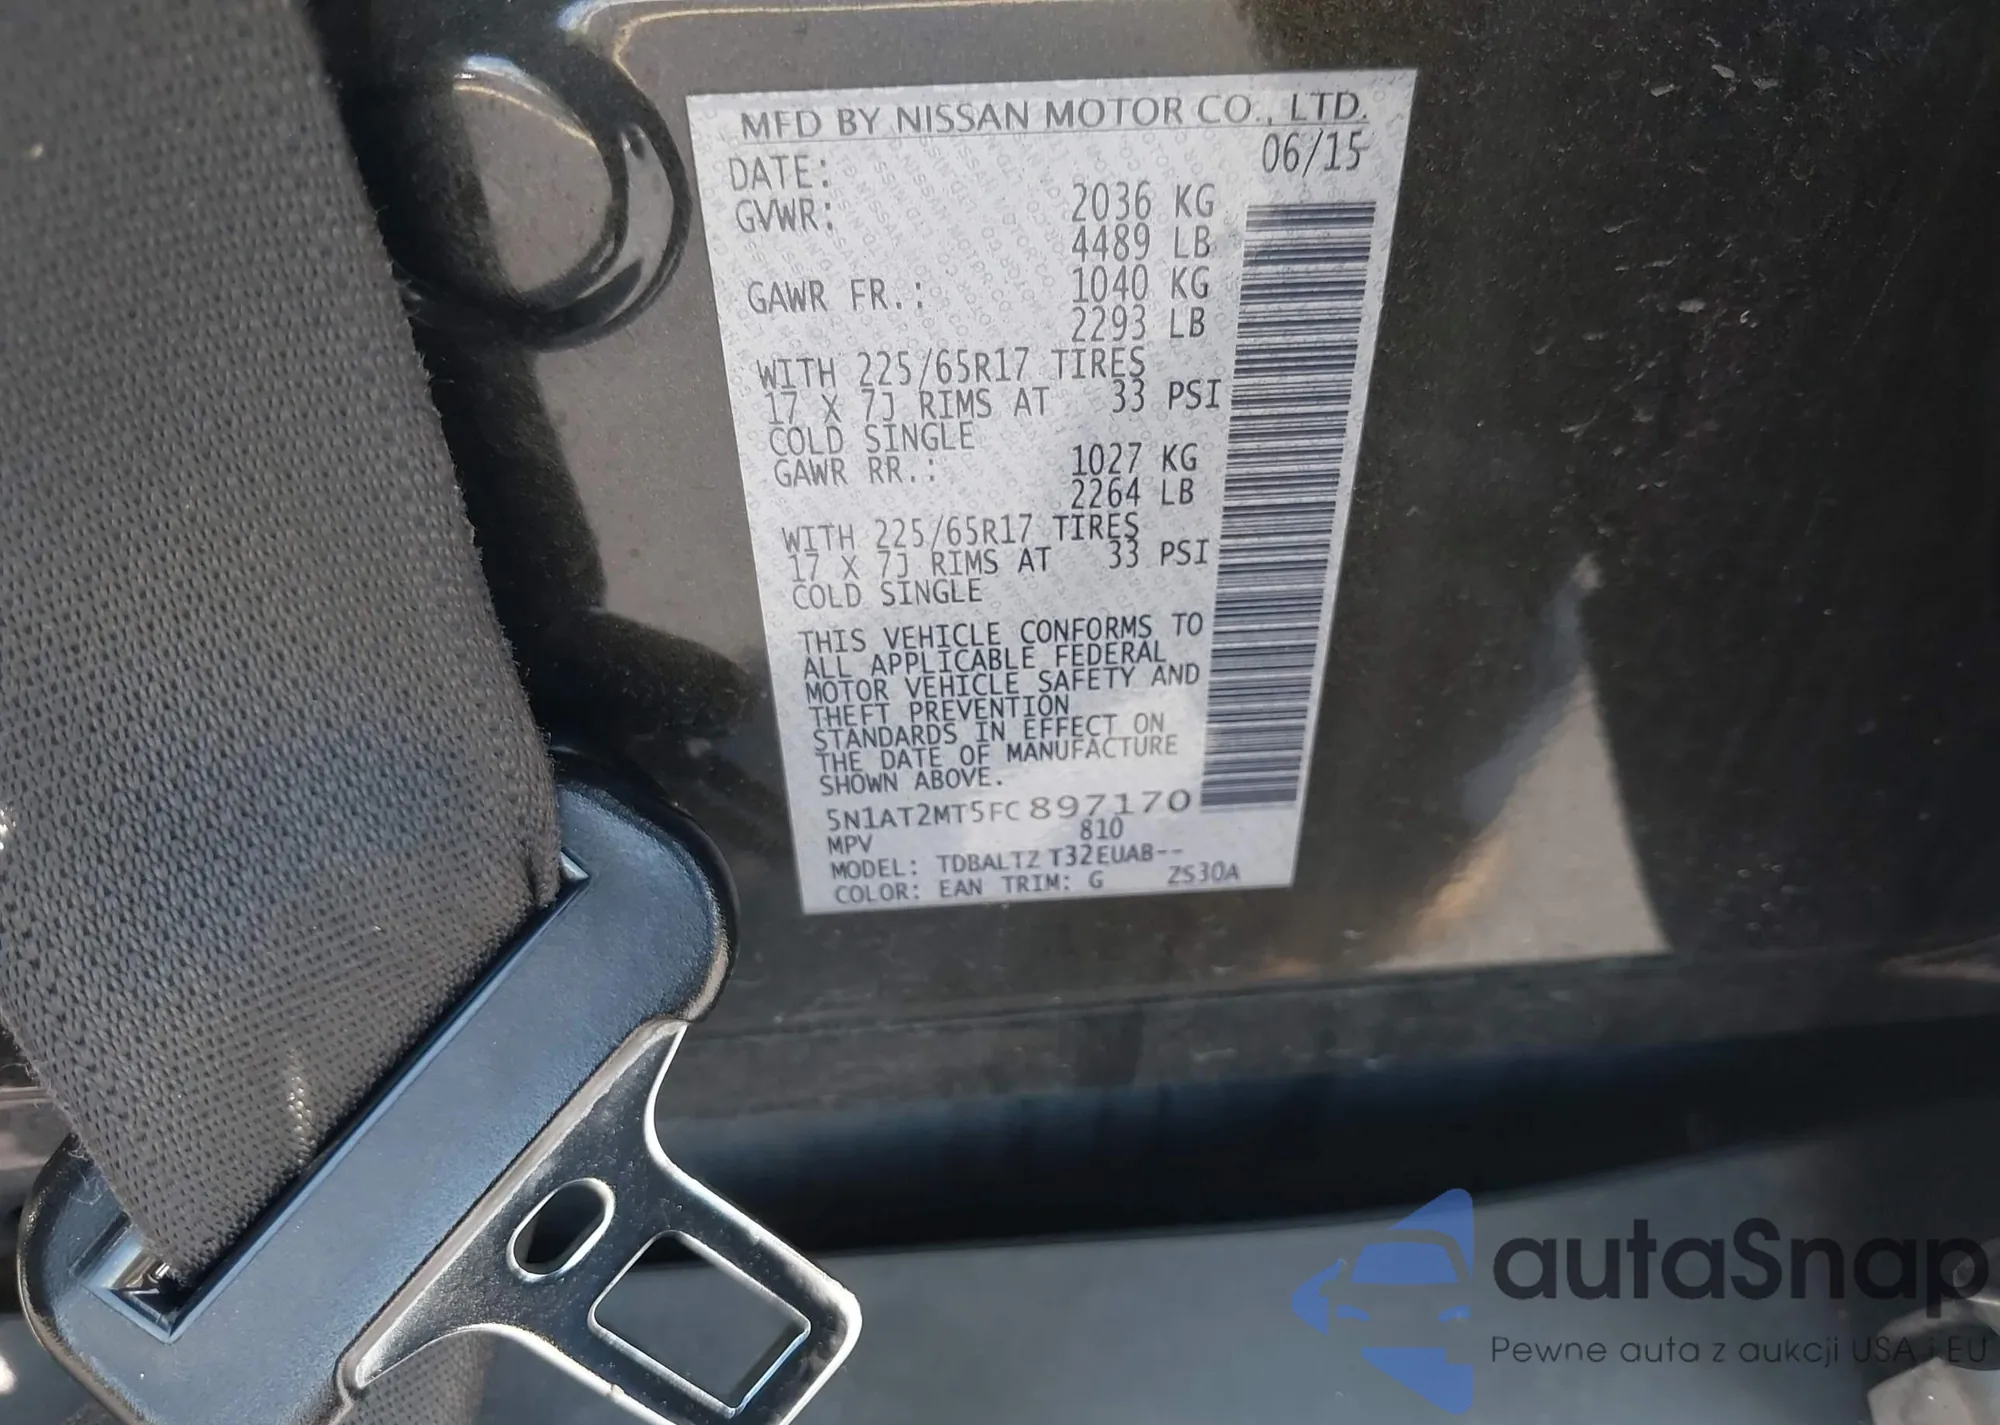 MFD BY NISSAN MOTOR CO., LTD.
DATE: 06/15
GVWR: 2036 KG
4489 LB
GAWR FR.: 1040 KG
2293 LB
WITH 225/65R17 TIRES
17 X 7J RIMS AT 33 PSI
COLD SINGLE
GAWR RR.: 1027 KG
2264 LB
WITH 225/65R17 TIRES
17 X 7J RIMS AT 33 PSI
COLD SINGLE
THIS VEHICLE CONFORMS TO
ALL APPLICABLE FEDERAL
MOTOR VEHICLE SAFETY AND
THEFT PREVENTION
STANDARDS IN EFFECT ON
THE DATE OF MANUFACTURE
SHOWN ABOVE.
5N1AT2MT5FC897170
MPV 810
MODEL: TDBALTZ T32EUAB--
COLOR: EAN TRIM: G ZS30A
autaSnap
Pewne auta z aukcji USA i EU